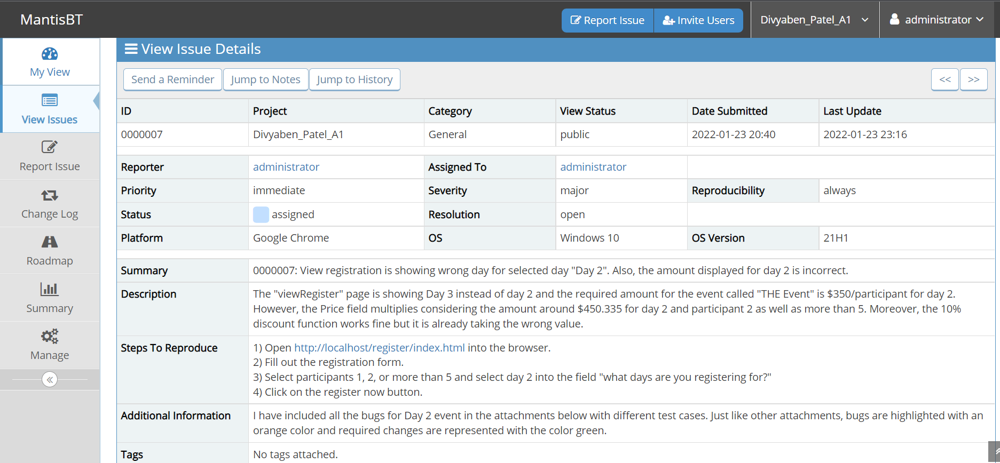 MantisBT
Report Issue
Invite Users
Divyaben_Patel_A1
administrator
My View
View Issues
Report Issue
Change Log
Roadmap
Summary
Manage
View Issue Details
Send a Reminder
Jump to Notes
Jump to History
<<
>>
ID Project Category View Status Date Submitted Last Update
0000007 Divyaben_Patel_A1 General public 2022-01-23 20:40 2022-01-23 23:16
Reporter administrator Assigned To administrator
Priority immediate Severity major Reproducibility always
Status assigned Resolution open
Platform Google Chrome OS Windows 10 OS Version 21H1
Summary 0000007: View registration is showing wrong day for selected day "Day 2". Also, the amount displayed for day 2 is incorrect.
Description The "viewRegister" page is showing Day 3 instead of day 2 and the required amount for the event called "THE Event" is $350/participant for day 2.
However, the Price field multiplies considering the amount around $450.335 for day 2 and participant 2 as well as more than 5. Moreover, the 10%
discount function works fine but it is already taking the wrong value.
Steps To Reproduce 1) Open http://localhost/register/index.html into the browser.
2) Fill out the registration form.
3) Select participants 1, 2, or more than 5 and select day 2 into the field "what days are you registering for?"
4) Click on the register now button.
Additional Information I have included all the bugs for Day 2 event in the attachments below with different test cases. Just like other attachments, bugs are highlighted with an
orange color and required changes are represented with the color green.
Tags No tags attached.